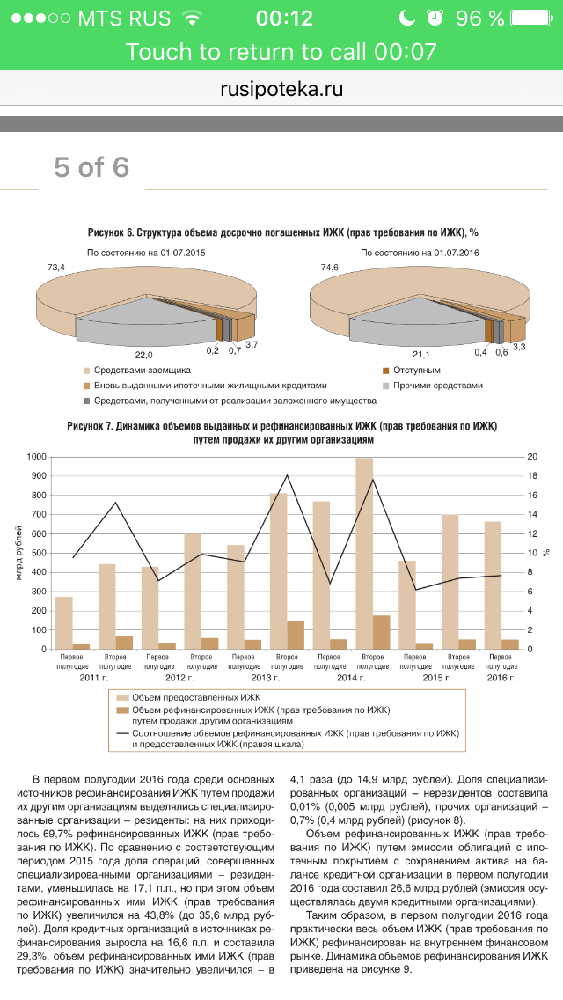 MTS RUS 00:12 96 %
Touch to return to call 00:07
rusipoteka.ru
5 of 6
Рисунок 6. Структура объема досрочно погашенных ИЖК (прав требования по ИЖК), %
По состоянию на 01.07.2015
По состоянию на 01.07.2016
73,4
22,0
0,2
0,7
3,7
74,6
21,1
0,4
0,6
3,3
Средствами заемщика
Отступным
Вновь выданными ипотечными жилищными кредитами
Прочими средствами
Средствами, полученными от реализации заложенного имущества
Рисунок 7. Динамика объемов выданных и рефинансированных ИЖК (прав требования по ИЖК)
путем продажи их другим организациям
млрд рублей
1000
900
800
700
600
500
400
300
200
100
0
20
18
16
14
12
10
8
6
4
2
0
%
Первое полугодие
Второе полугодие
Первое полугодие
Второе полугодие
Первое полугодие
Второе полугодие
Первое полугодие
Второе полугодие
Первое полугодие
Второе полугодие
Первое полугодие
2011 г. 2012 г. 2013 г. 2014 г. 2015 г. 2016 г.
Объем предоставленных ИЖК
Объем рефинансированных ИЖК (прав требования по ИЖК)
путем продажи другим организациям
Соотношение объемов рефинансированных ИЖК (прав требования по ИЖК)
и предоставленных ИЖК (правая шкала)
В первом полугодии 2016 года среди основных
источников рефинансирования ИЖК путем продажи
их другим организациям выделялись специализиро-
ванные организации – резиденты: на них приходи-
лось 69,7% рефинансированных ИЖК (прав требо-
вания по ИЖК). По сравнению с соответствующим
периодом 2015 года доля операций, совершенных
специализированными организациями – резиден-
тами, уменьшилась на 17,1 п.п., но при этом объем
рефинансированных ими ИЖК (прав требования
по ИЖК) увеличился на 43,8% (до 35,6 млрд руб-
лей). Доля кредитных организаций в источниках ре-
финансирования выросла на 16,6 п.п. и составила
29,3%, объем рефинансированных ими ИЖК (прав
требования по ИЖК) значительно увеличился – в
4,1 раза (до 14,9 млрд рублей). Доля специализи-
рованных организаций – нерезидентов составила
0,01% (0,005 млрд рублей), прочих организаций –
0,7% (0,4 млрд рублей) (рисунок 8).
Объем рефинансированных ИЖК (прав требо-
вания по ИЖК) путем эмиссии облигаций с ипо-
течным покрытием с сохранением актива на ба-
лансе кредитной организации в первом полугодии
2016 года составил 26,6 млрд рублей (эмиссия осу-
ществлялась двумя кредитными организациями).
Таким образом, в первом полугодии 2016 года
практически весь объем ИЖК (прав требования по
ИЖК) рефинансирован на внутреннем финансовом
рынке. Динамика объемов рефинансирования ИЖК
приведена на рисунке 9.